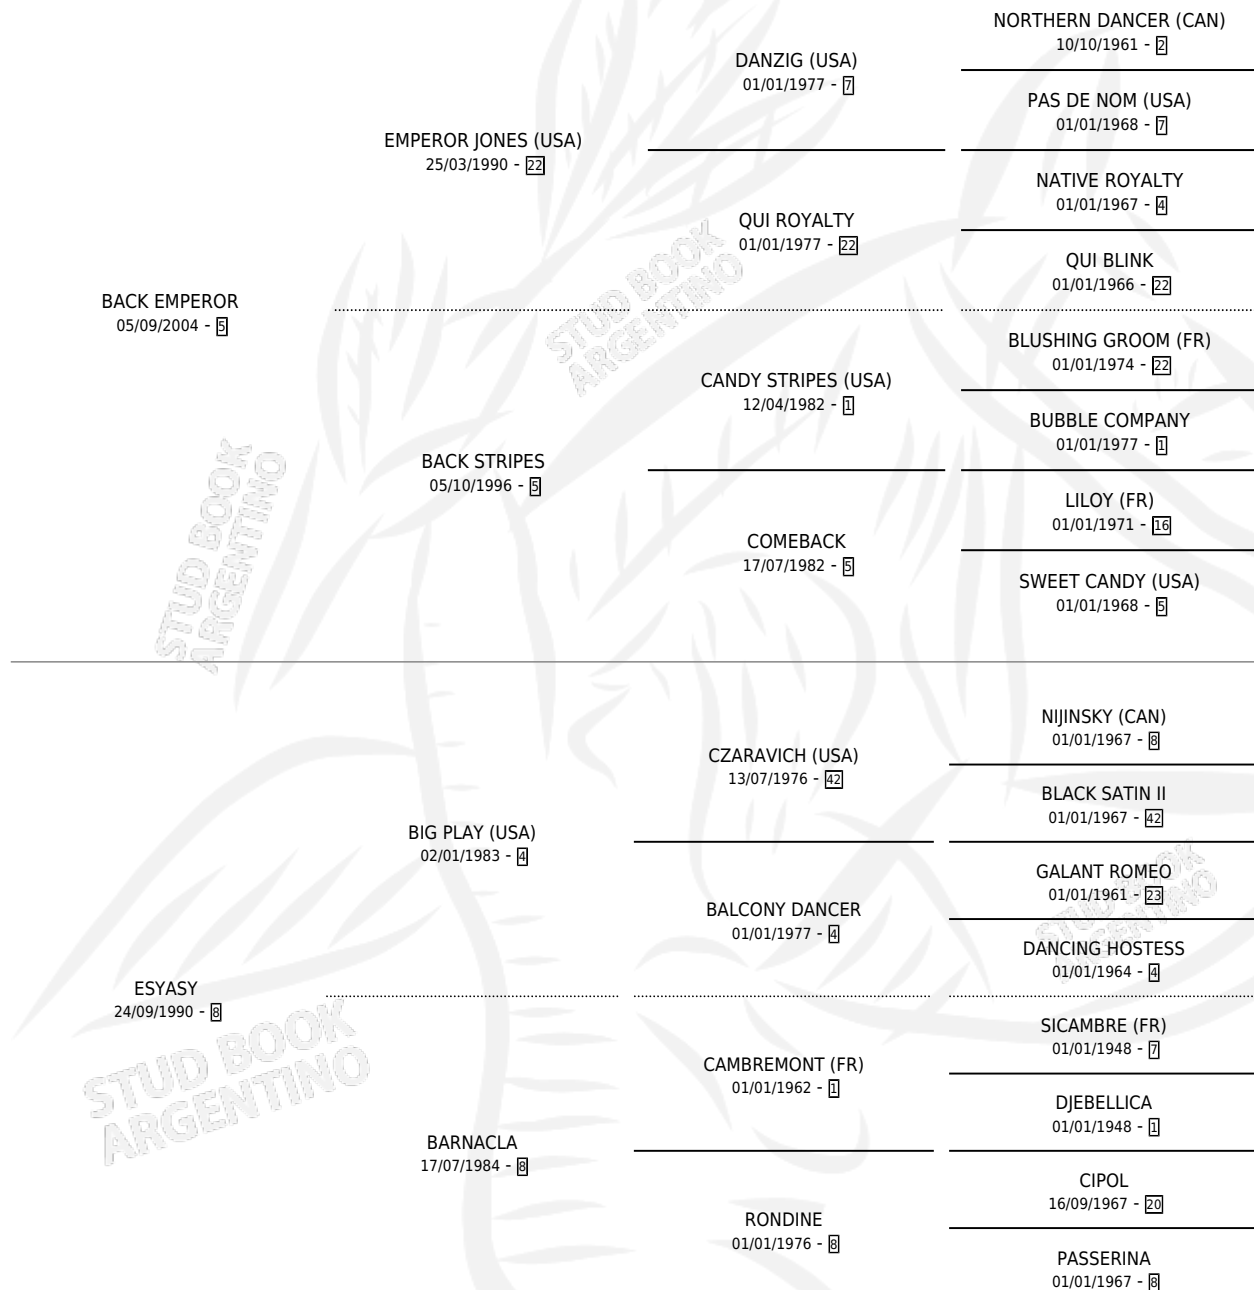 NORTHERN DANCER (CAN)
10/10/1961 - 2
DANZIG (USA)
01/01/1977 - 7
PAS DE NOM (USA)
01/01/1968 - 7
EMPEROR JONES (USA)
25/03/1990 - 22
NATIVE ROYALTY
01/01/1967 - 4
QUI ROYALTY
01/01/1977 - 22
QUI BLINK
01/01/1966 - 22
BACK EMPEROR
05/09/2004 - 5
STUD BOOK
ARGENTINO
BLUSHING GROOM (FR)
01/01/1974 - 22
CANDY STRIPES (USA)
12/04/1982 - 1
BUBBLE COMPANY
01/01/1977 - 1
BACK STRIPES
05/10/1996 - 5
LILOY (FR)
01/01/1971 - 16
COMEBACK
17/07/1982 - 5
SWEET CANDY (USA)
01/01/1968 - 5
STUD BOOK
ARGENTINO
NIJINSKY (CAN)
01/01/1967 - 8
CZARAVICH (USA)
13/07/1976 - 42
BLACK SATIN II
01/01/1967 - 42
BIG PLAY (USA)
02/01/1983 - 4
GALANT ROMEO
01/01/1961 - 23
BALCONY DANCER
01/01/1977 - 4
STUD BOOK
ARGENTINO
DANCING HOSTESS
01/01/1964 - 4
ESYASY
24/09/1990 - 8
STUD BOOK
ARGENTINO
SICAMBRE (FR)
01/01/1948 - 7
CAMBREMONT (FR)
01/01/1962 - 1
DJEBELLICA
01/01/1948 - 1
BARNACLA
17/07/1984 - 8
CIPOL
16/09/1967 - 20
RONDINE
01/01/1976 - 8
PASSERINA
01/01/1967 - 8